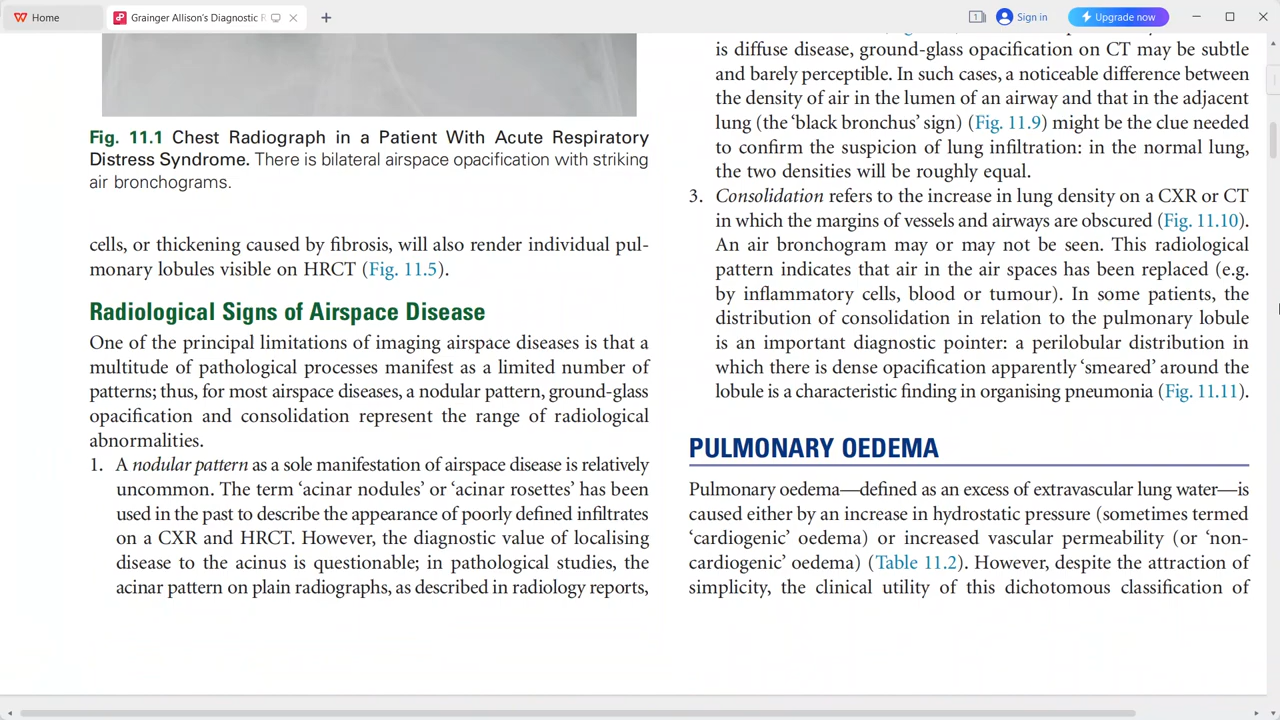 Home
Grainger Allison's Diagnostic
1
Sign in
Upgrade now
Fig. 11.1 Chest Radiograph in a Patient With Acute Respiratory
Distress Syndrome. There is bilateral airspace opacification with striking
air bronchograms.
cells, or thickening caused by fibrosis, will also render individual pul-
monary lobules visible on HRCT (Fig. 11.5).
Radiological Signs of Airspace Disease
One of the principal limitations of imaging airspace diseases is that a
multitude of pathological processes manifest as a limited number of
patterns; thus, for most airspace diseases, a nodular pattern, ground-glass
opacification and consolidation represent the range of radiological
abnormalities.
1. A nodular pattern as a sole manifestation of airspace disease is relatively
uncommon. The term ‘acinar nodules’ or ‘acinar rosettes’ has been
used in the past to describe the appearance of poorly defined infiltrates
on a CXR and HRCT. However, the diagnostic value of localising
disease to the acinus is questionable; in pathological studies, the
acinar pattern on plain radiographs, as described in radiology reports,
is diffuse disease, ground-glass opacification on CT may be subtle
and barely perceptible. In such cases, a noticeable difference between
the density of air in the lumen of an airway and that in the adjacent
lung (the ‘black bronchus’ sign) (Fig. 11.9) might be the clue needed
to confirm the suspicion of lung infiltration: in the normal lung,
the two densities will be roughly equal.
3. Consolidation refers to the increase in lung density on a CXR or CT
in which the margins of vessels and airways are obscured (Fig. 11.10).
An air bronchogram may or may not be seen. This radiological
pattern indicates that air in the air spaces has been replaced (e.g.
by inflammatory cells, blood or tumour). In some patients, the
distribution of consolidation in relation to the pulmonary lobule
is an important diagnostic pointer: a perilobular distribution in
which there is dense opacification apparently ‘smeared’ around the
lobule is a characteristic finding in organising pneumonia (Fig. 11.11).
PULMONARY OEDEMA
Pulmonary oedema—defined as an excess of extravascular lung water—is
caused either by an increase in hydrostatic pressure (sometimes termed
‘cardiogenic’ oedema) or increased vascular permeability (or ‘non-
cardiogenic’ oedema) (Table 11.2). However, despite the attraction of
simplicity, the clinical utility of this dichotomous classification of